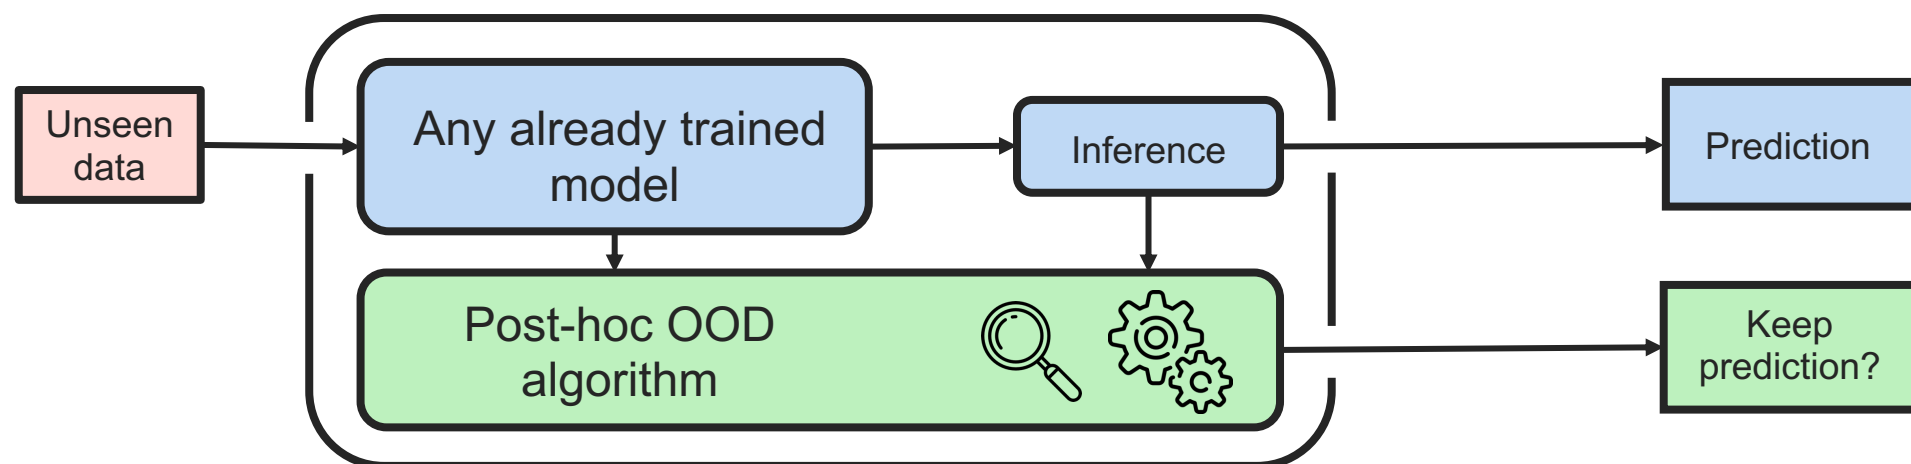 Unseen
data
Any already trained
model
Inference
Prediction
Post-hoc OOD
algorithm
Keep
prediction?